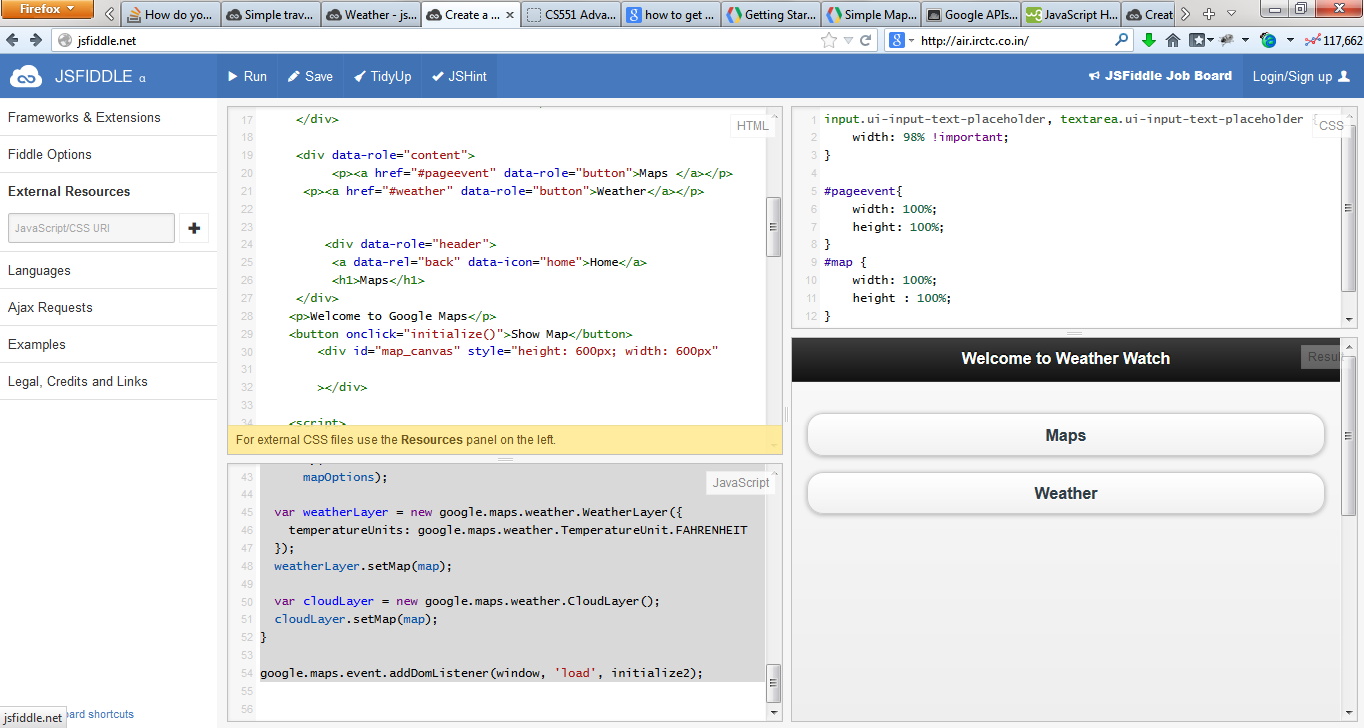 Firefox
How do yo...
Simple trav...
Weather - js...
Create a ...
CS551 Adva...
how to get ...
Getting Star...
Simple Map...
Google APIs...
JavaScript H...
Creat
jsfiddle.net
http://air.irctc.co.in/
117,662
JSFIDDLE α
Run
Save
TidyUp
JSHint
JSFiddle Job Board
Login/Sign up
Frameworks & Extensions
Fiddle Options
External Resources
JavaScript/CSS URI
Languages
Ajax Requests
Examples
Legal, Credits and Links
oard shortcuts
jsfiddle.net
HTML
17 </div>
18
19 <div data-role="content">
20 <p><a href="#pageevent" data-role="button">Maps </a></p>
21 <p><a href="#weather" data-role="button">Weather</a></p>
22
23
24 <div data-role="header">
25 <a data-rel="back" data-icon="home">Home</a>
26 <h1>Maps</h1>
27 </div>
28 <p>Welcome to Google Maps</p>
29 <button onclick="initialize()">Show Map</button>
30 <div id="map_canvas" style="height: 600px; width: 600px"
31
32 ></div>
33
34 <script>
For external CSS files use the Resources panel on the left.
JavaScript
43 mapOptions);
44
45 var weatherLayer = new google.maps.weather.WeatherLayer({
46 temperatureUnits: google.maps.weather.TemperatureUnit.FAHRENHEIT
47 });
48 weatherLayer.setMap(map);
49
50 var cloudLayer = new google.maps.weather.CloudLayer();
51 cloudLayer.setMap(map);
52 }
53
54 google.maps.event.addDomListener(window, 'load', initialize2);
55
56
CSS
1 input.ui-input-text-placeholder, textarea.ui-input-text-placeholder {
2 width: 98% !important;
3 }
4
5 #pageevent{
6 width: 100%;
7 height: 100%;
8 }
9 #map {
10 width: 100%;
11 height : 100%;
12 }
Welcome to Weather Watch
Result
Maps
Weather